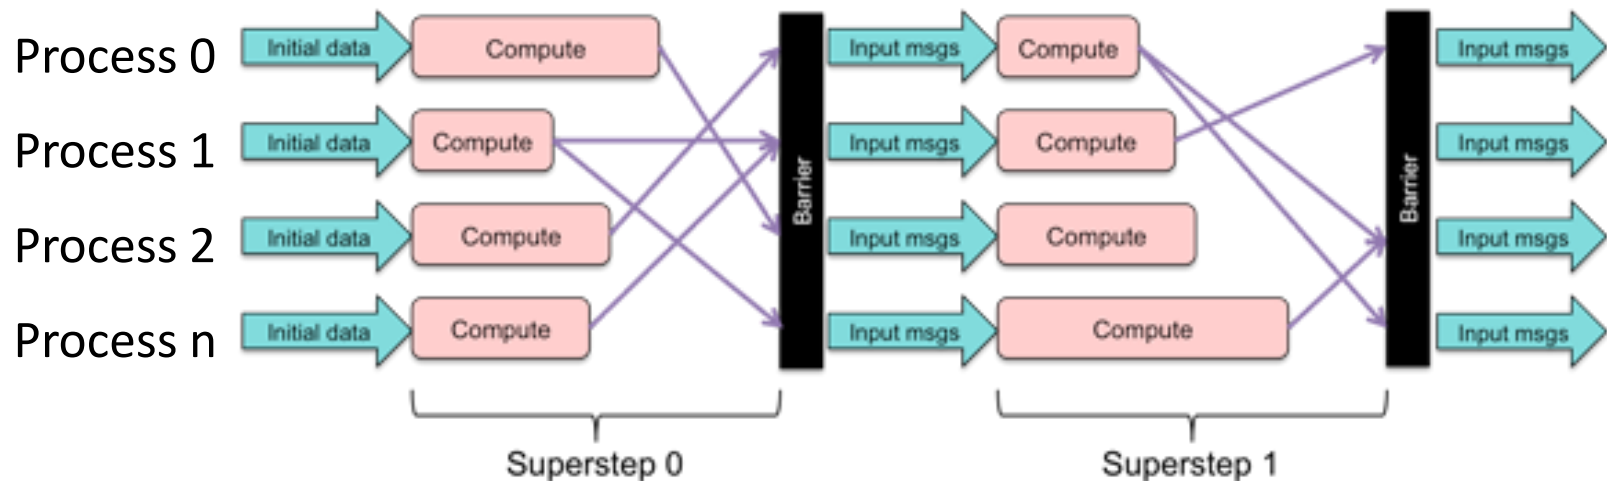 Process 0 Initial data Compute Input msgs Compute Input msgs
Process 1 Initial data Compute Input msgs Compute Input msgs
Barrier Barrier
Process 2 Initial data Compute Input msgs Compute Input msgs
Process n Initial data Compute Input msgs Compute Input msgs
Superstep 0 Superstep 1